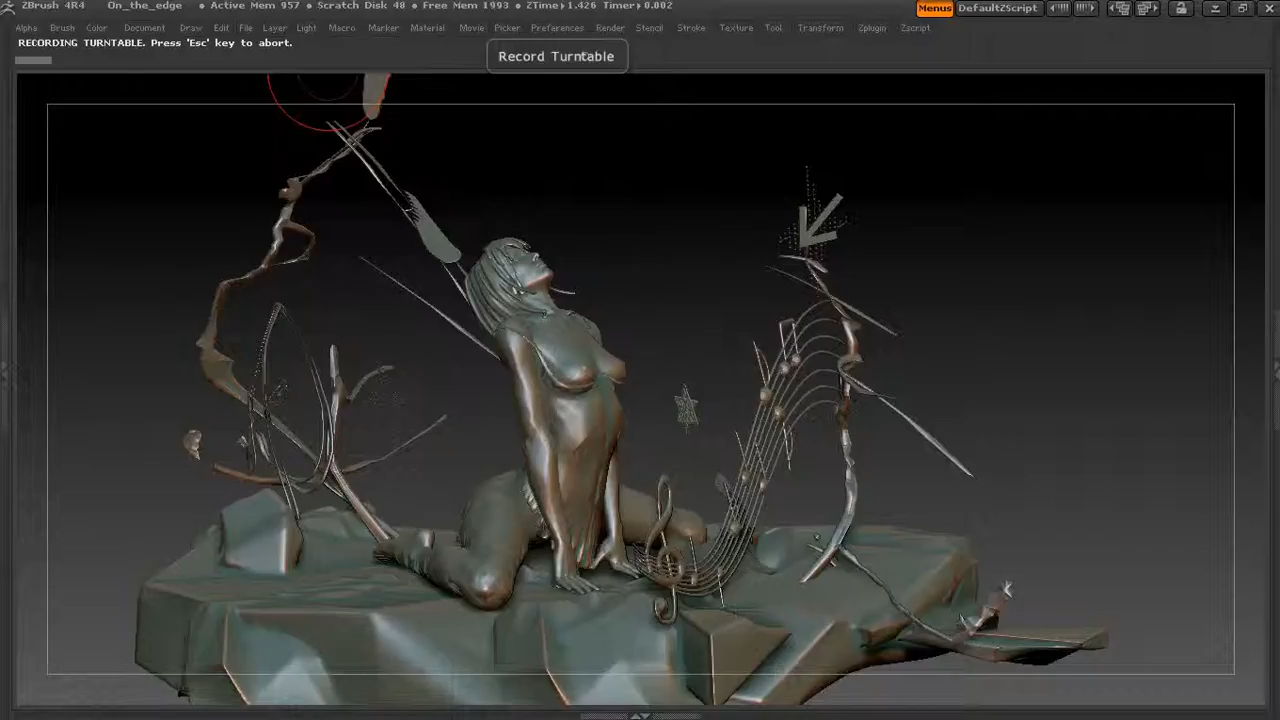 ZBrush 4R4 On_the_edge • Active Mem 957 • Scratch Disk 48 • Free Mem 1993 • ZTime▸1.426 Timer▸0.002 Menus DefaultZScript
Alpha Brush Color Document Draw Edit File Layer Light Macro Marker Material Movie Picker Preferences Render Stencil Stroke Texture Tool Transform Zplugin Zscript
RECORDING TURNTABLE. Press 'Esc' key to abort.
Record Turntable